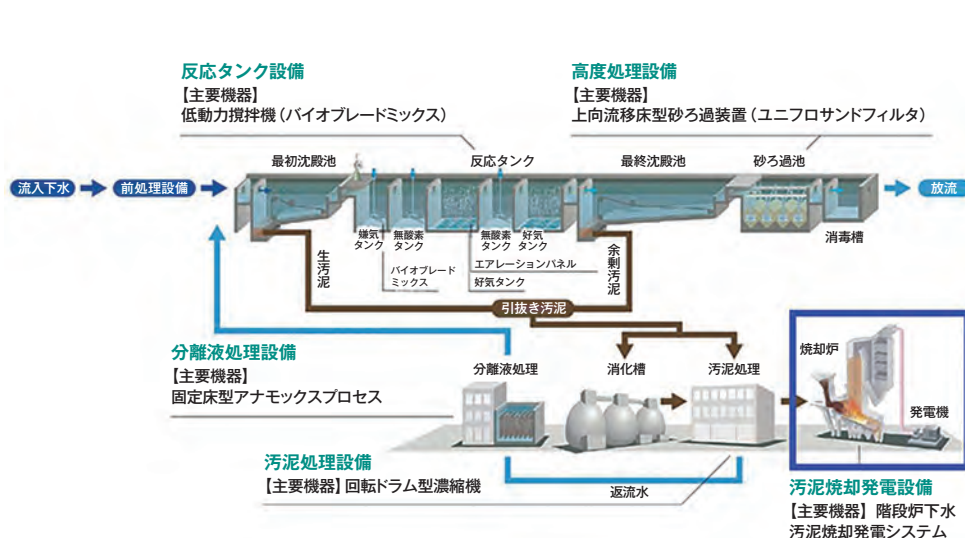 反応タンク設備
【主要機器】
低動力撹拌機（バイオブレードミックス）
高度処理設備
【主要機器】
上向流移床型砂ろ過装置（ユニフロサンドフィルタ）
最初沈殿池
反応タンク
最終沈殿池
砂ろ過池
流入下水
前処理設備
放流
嫌気
タンク
無酸素
タンク
無酸素
タンク
好気
タンク
消毒槽
生汚泥
バイオブレード
ミックス
エアレーションパネル
好気タンク
余剰汚泥
引抜き汚泥
分離液処理設備
【主要機器】
固定床型アナモックスプロセス
分離液処理
消化槽
汚泥処理
焼却炉
発電機
汚泥処理設備
【主要機器】回転ドラム型濃縮機
返流水
汚泥焼却発電設備
【主要機器】階段炉下水
汚泥焼却発電システム